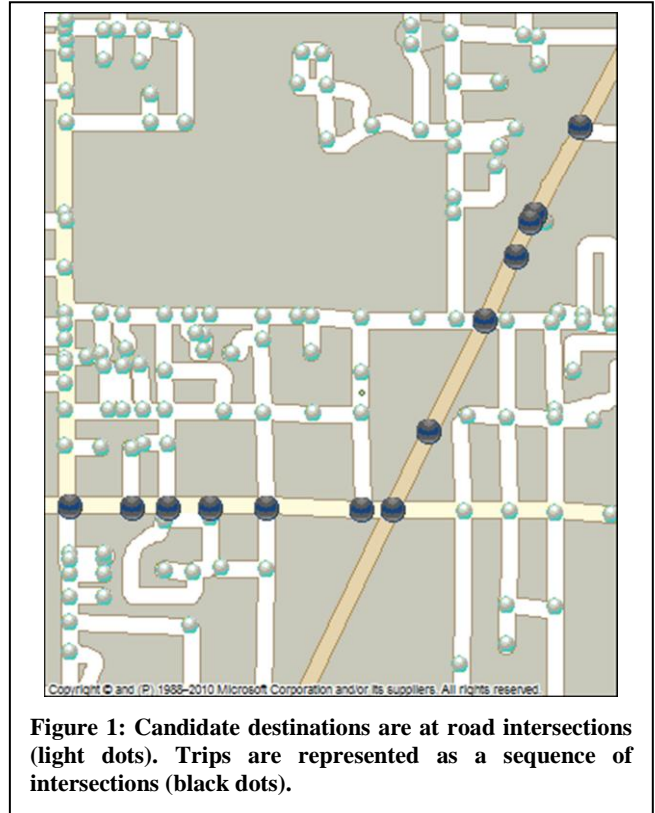 Copyright © and (P) 1988–2010 Microsoft Corporation and/or its suppliers. All rights reserved.
Figure 1: Candidate destinations are at road intersections
(light dots). Trips are represented as a sequence of
intersections (black dots).